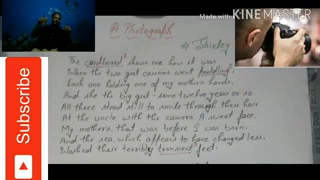 Made with KINEMASTER
A Photograph
⇒ Shirley
The cardboard shows me how it was
When the two girl cousins went paddling
Each one holding one of my mothers hands,
And she the big girl - some twelve years or so.
All three stood still to smile through their hair
At the uncle with the camera A sweet face,
My mothers, that was before I was born.
And the sea, which appears to have changed less.
Washed their terribly transient feet.
Subscribe